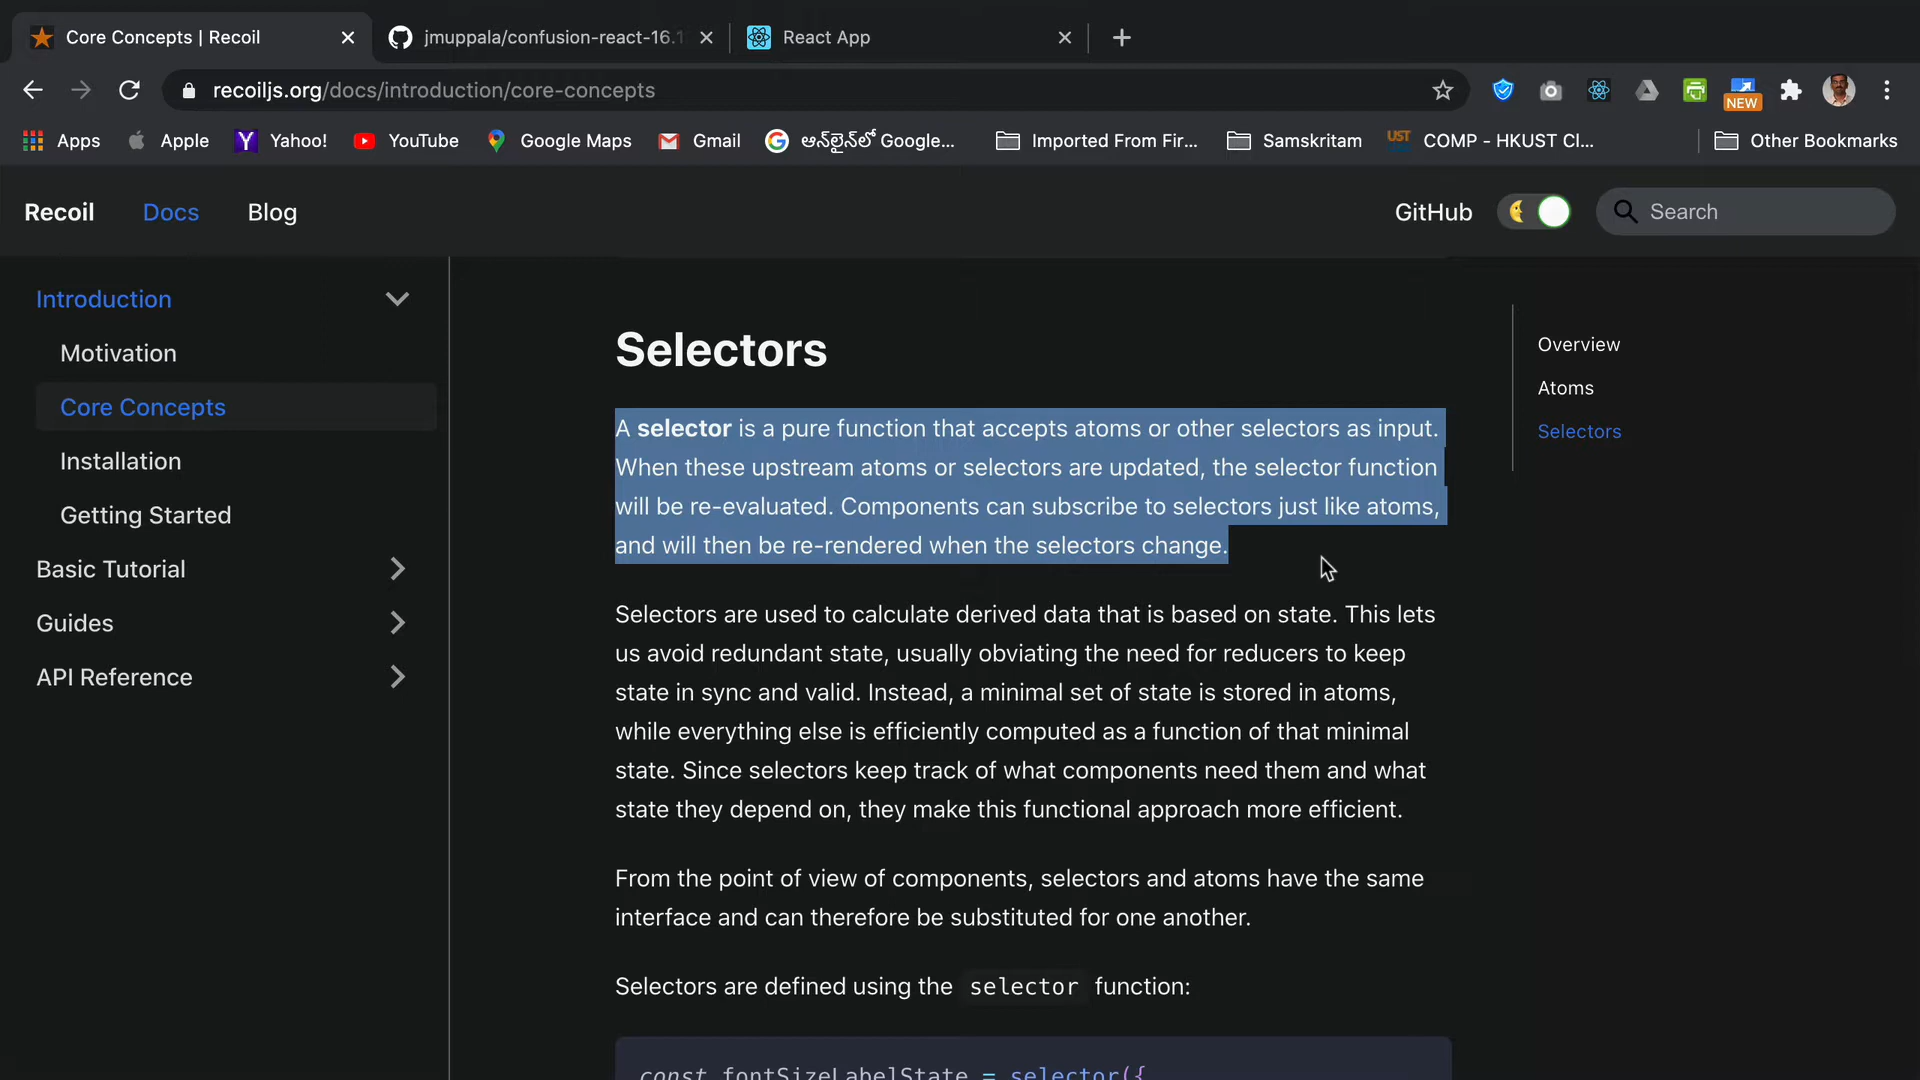 Core Concepts | Recoil
jmuppala/confusion-react-16.1
React App
recoiljs.org/docs/introduction/core-concepts
NEW
Apps
Apple
Yahoo!
YouTube
Google Maps
Gmail
ఆన్‌లైన్‌లో Google...
Imported From Fir...
Samskritam
UST
COMP - HKUST Cl...
Other Bookmarks
Recoil
Docs
Blog
GitHub
Search
Introduction
Motivation
Core Concepts
Installation
Getting Started
Basic Tutorial
Guides
API Reference
Selectors
A selector is a pure function that accepts atoms or other selectors as input.
When these upstream atoms or selectors are updated, the selector function
will be re-evaluated. Components can subscribe to selectors just like atoms,
and will then be re-rendered when the selectors change.
Selectors are used to calculate derived data that is based on state. This lets
us avoid redundant state, usually obviating the need for reducers to keep
state in sync and valid. Instead, a minimal set of state is stored in atoms,
while everything else is efficiently computed as a function of that minimal
state. Since selectors keep track of what components need them and what
state they depend on, they make this functional approach more efficient.
From the point of view of components, selectors and atoms have the same
interface and can therefore be substituted for one another.
Selectors are defined using the selector function:
const fontSizeLabelState = selector({
Overview
Atoms
Selectors